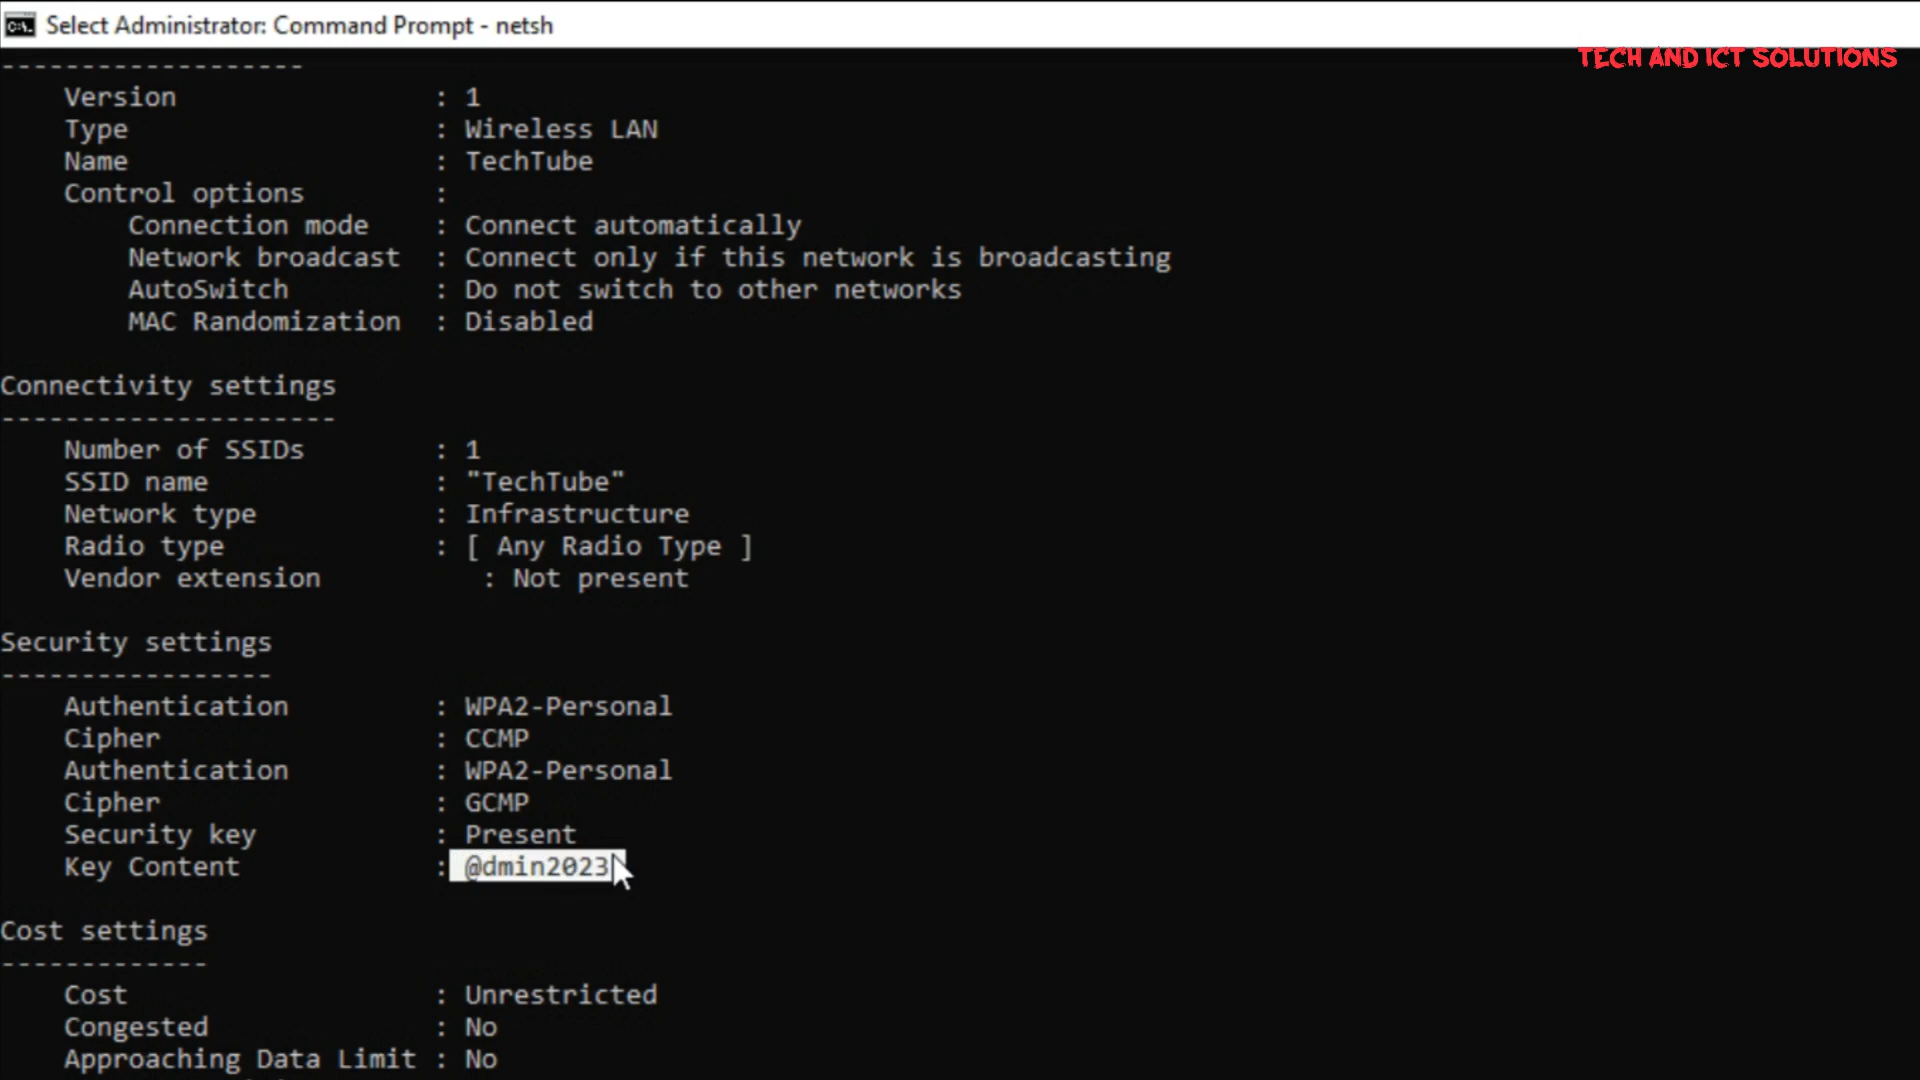 Select Administrator: Command Prompt - netsh
TECH AND ICT SOLUTIONS
-------------------
    Version                : 1
    Type                   : Wireless LAN
    Name                   : TechTube
    Control options        :
        Connection mode    : Connect automatically
        Network broadcast  : Connect only if this network is broadcasting
        AutoSwitch         : Do not switch to other networks
        MAC Randomization  : Disabled
Connectivity settings
---------------------
    Number of SSIDs        : 1
    SSID name              : "TechTube"
    Network type           : Infrastructure
    Radio type             : [ Any Radio Type ]
    Vendor extension          : Not present
Security settings
-----------------
    Authentication         : WPA2-Personal
    Cipher                 : CCMP
    Authentication         : WPA2-Personal
    Cipher                 : GCMP
    Security key           : Present
    Key Content            : @dmin2023
Cost settings
-------------
    Cost                   : Unrestricted
    Congested              : No
    Approaching Data Limit : No